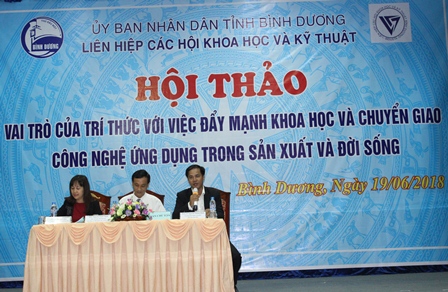 ỦY BAN NHÂN DÂN TỈNH BÌNH DƯƠNG
LIÊN HIỆP CÁC HỘI KHOA HỌC VÀ KỸ THUẬT
BÌNH DƯƠNG
HỘI THẢO
VAI TRÒ CỦA TRÍ THỨC VỚI VIỆC ĐẨY MẠNH KHOA HỌC VÀ CHUYỂN GIAO
CÔNG NGHỆ ỨNG DỤNG TRONG SẢN XUẤT VÀ ĐỜI SỐNG
Bình Dương, Ngày 19/06/2018